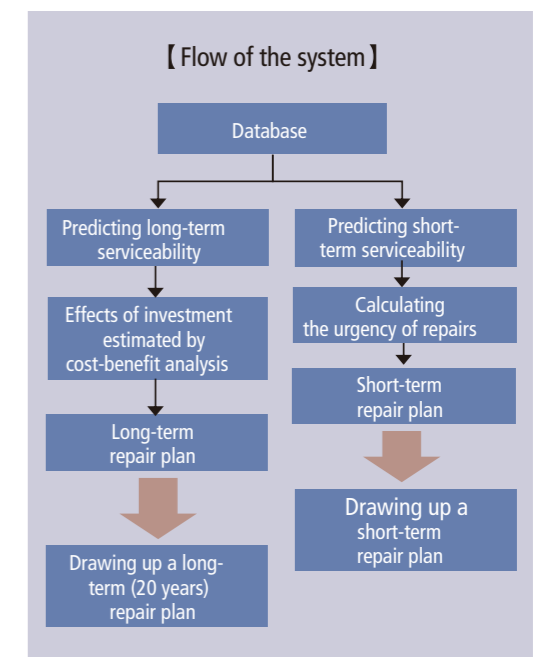 【Flow of the system】
Database
Predicting long-term
serviceability
Effects of investment
estimated by
cost-benefit analysis
Long-term
repair plan
Drawing up a long-
term (20 years)
repair plan
Predicting short-
term serviceability
Calculating
the urgency of repairs
Short-term
repair plan
Drawing up a
short-term
repair plan